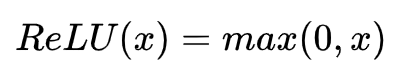 ReLU(x) = max(0, x)